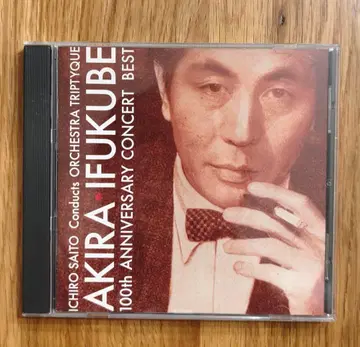 ICHIRO SAITO Conducts ORCHESTRA TRIPTYQUE
AKIRA IFUKUBE
100th ANNIVERSARY CONCERT BEST